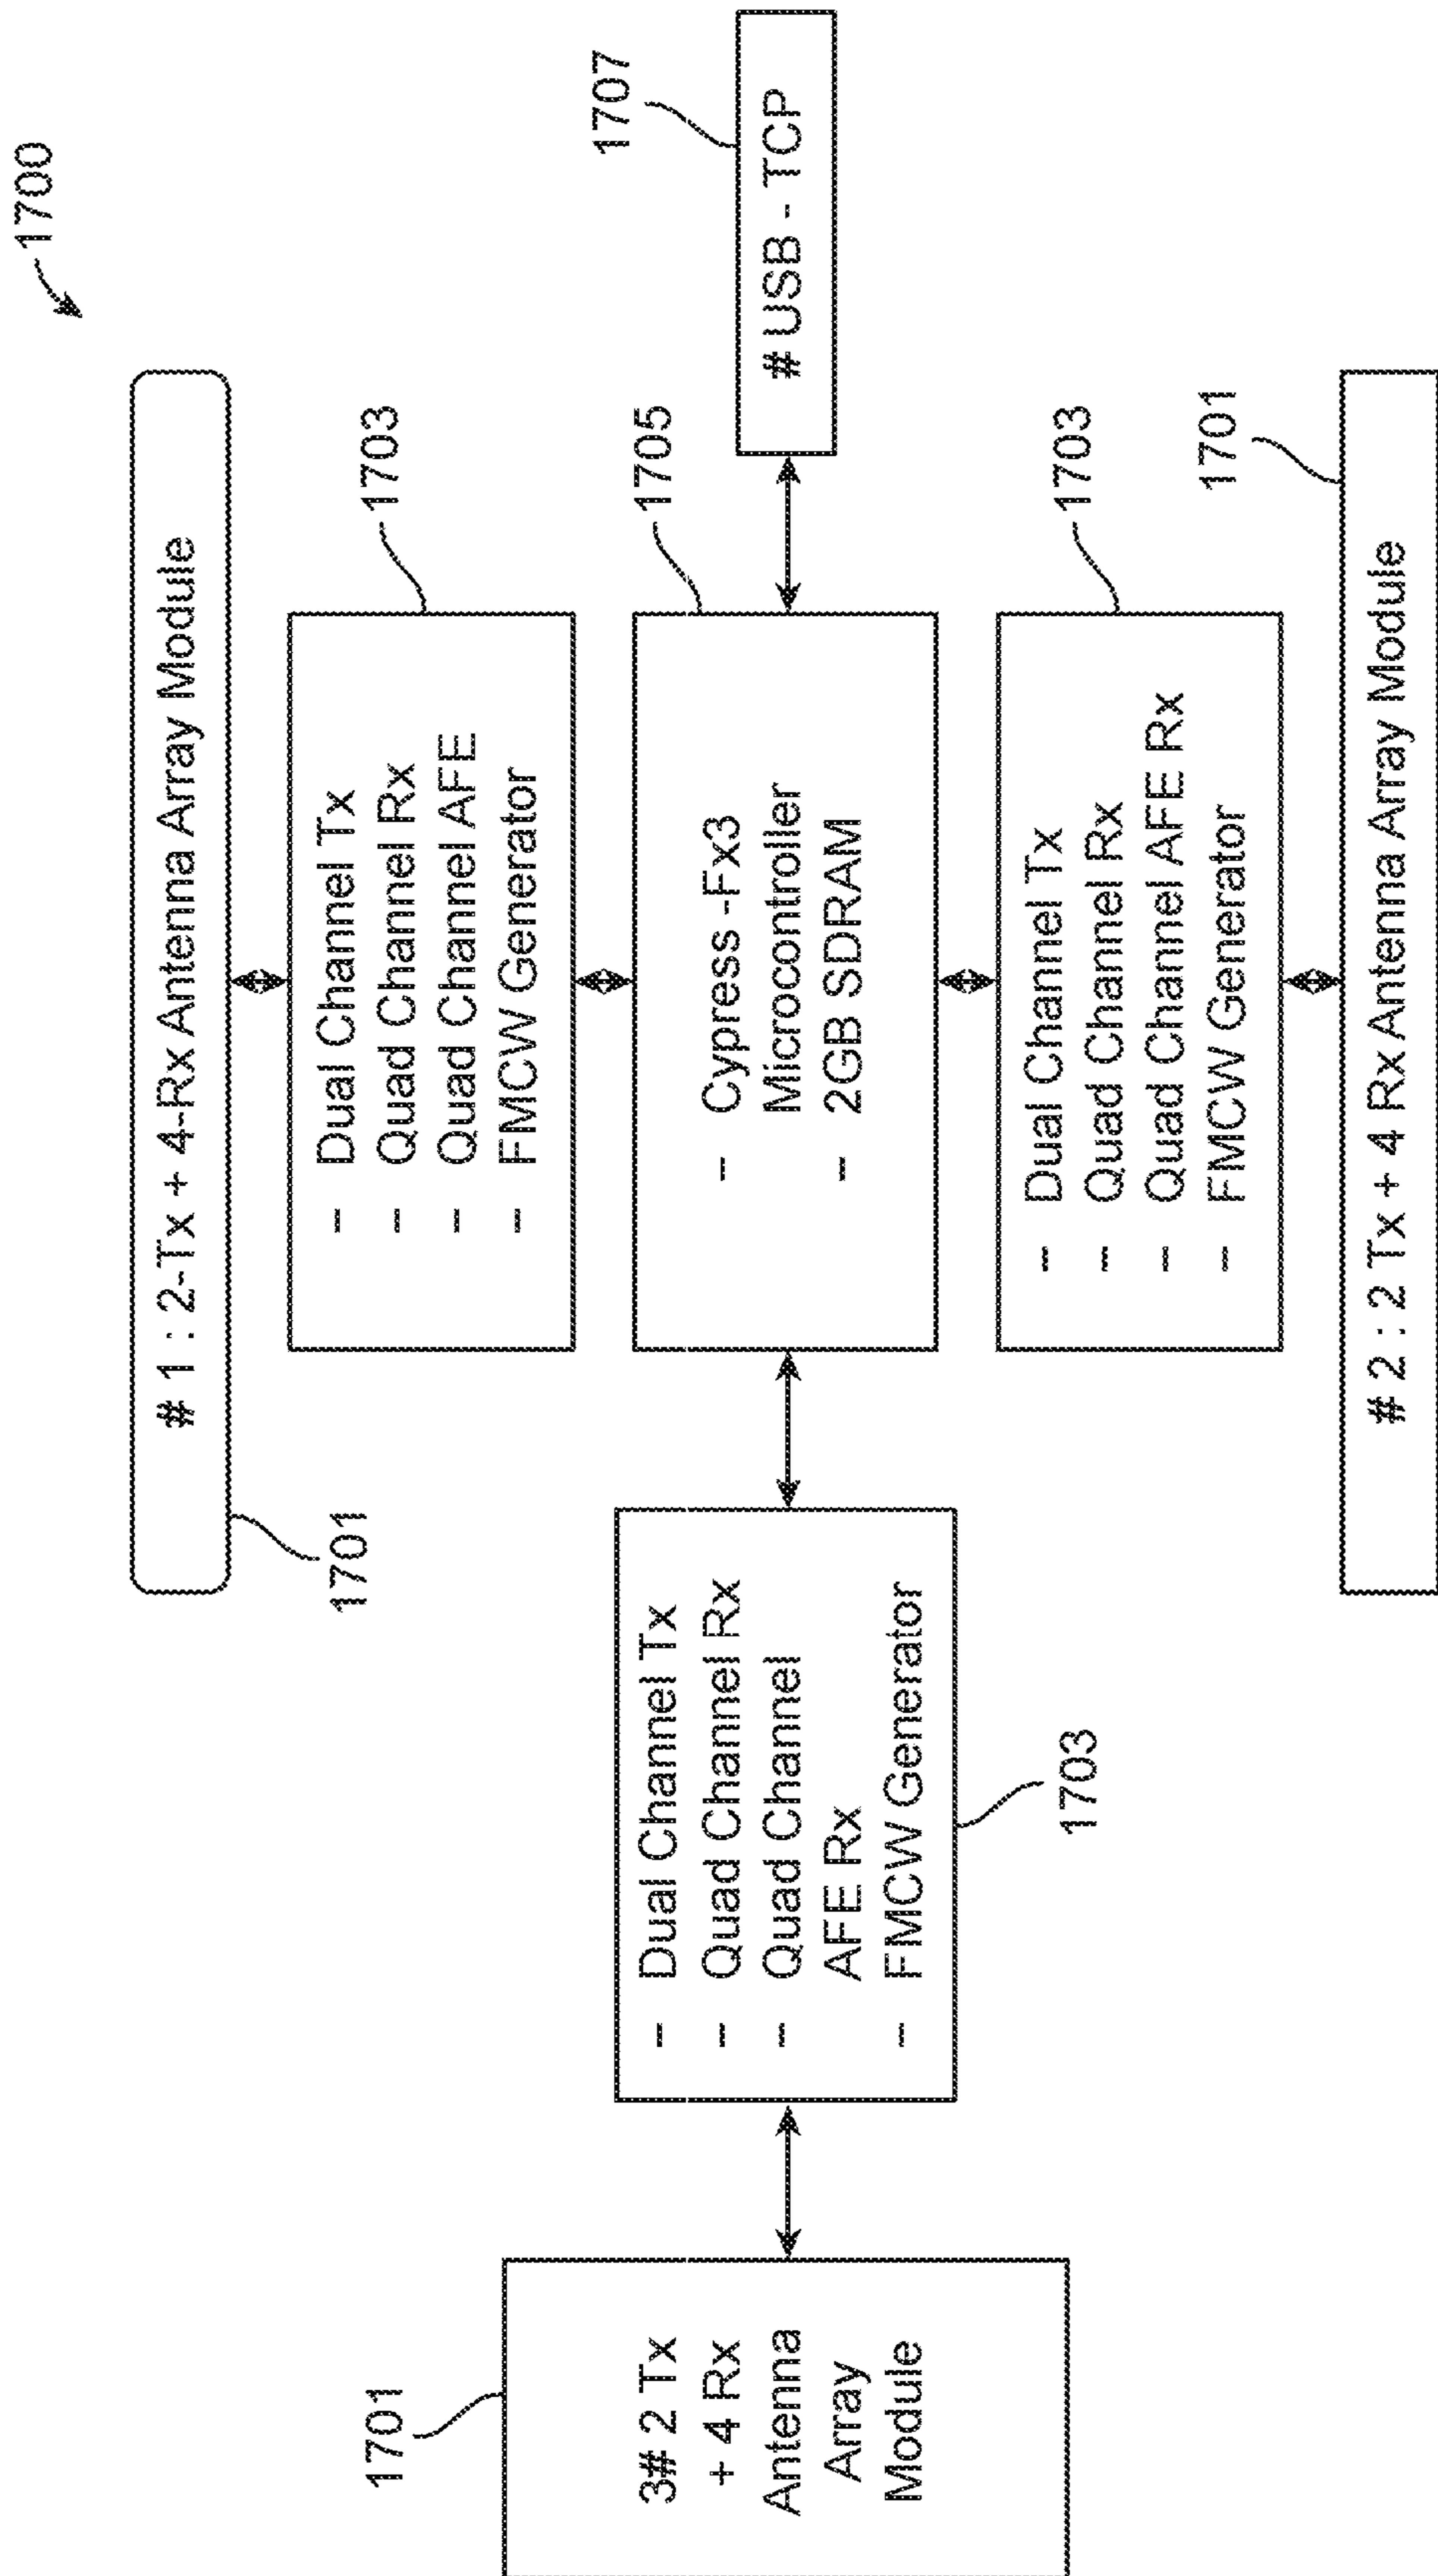 1700
# 1 : 2-Tx + 4-Rx Antenna Array Module
1701
1703
- Dual Channel Tx
- Quad Channel Rx
- Quad Channel AFE
- FMCW Generator
1701
3# 2 Tx
+ 4 Rx
Antenna
Array
Module
- Dual Channel Tx
- Quad Channel Rx
- Quad Channel
AFE Rx
- FMCW Generator
1703
1705
- Cypress -Fx3
Microcontroller
- 2GB SDRAM
1707
# USB - TCP
1703
- Dual Channel Tx
- Quad Channel Rx
- Quad Channel AFE Rx
- FMCW Generator
1701
# 2 : 2 Tx + 4 Rx Antenna Array Module